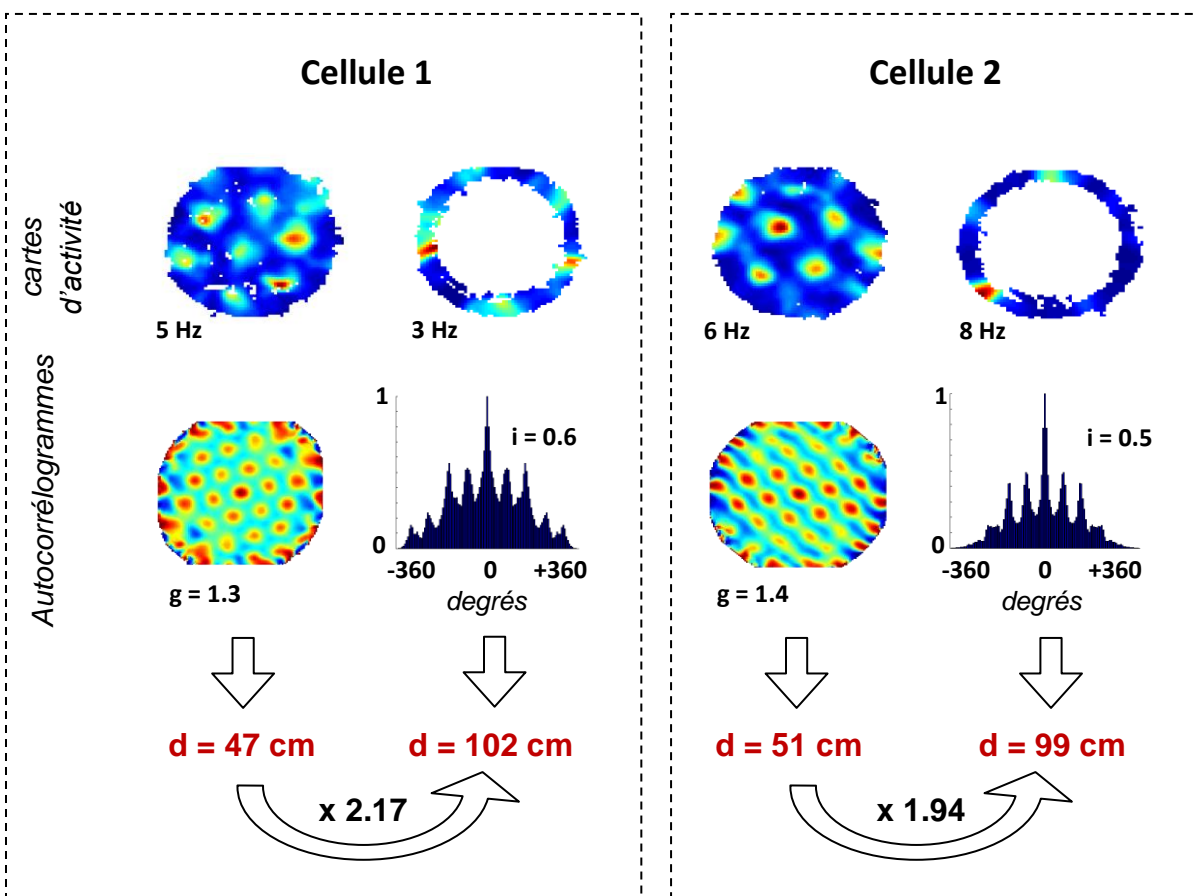 Cellule 1
cartes
d'activité
5 Hz
3 Hz
Autocorrélogrammes
1
0
i = 0.6
-360 0 +360
degrés
g = 1.3
d = 47 cm
d = 102 cm
x 2.17
Cellule 2
6 Hz
8 Hz
1
0
i = 0.5
-360 0 +360
degrés
g = 1.4
d = 51 cm
d = 99 cm
x 1.94